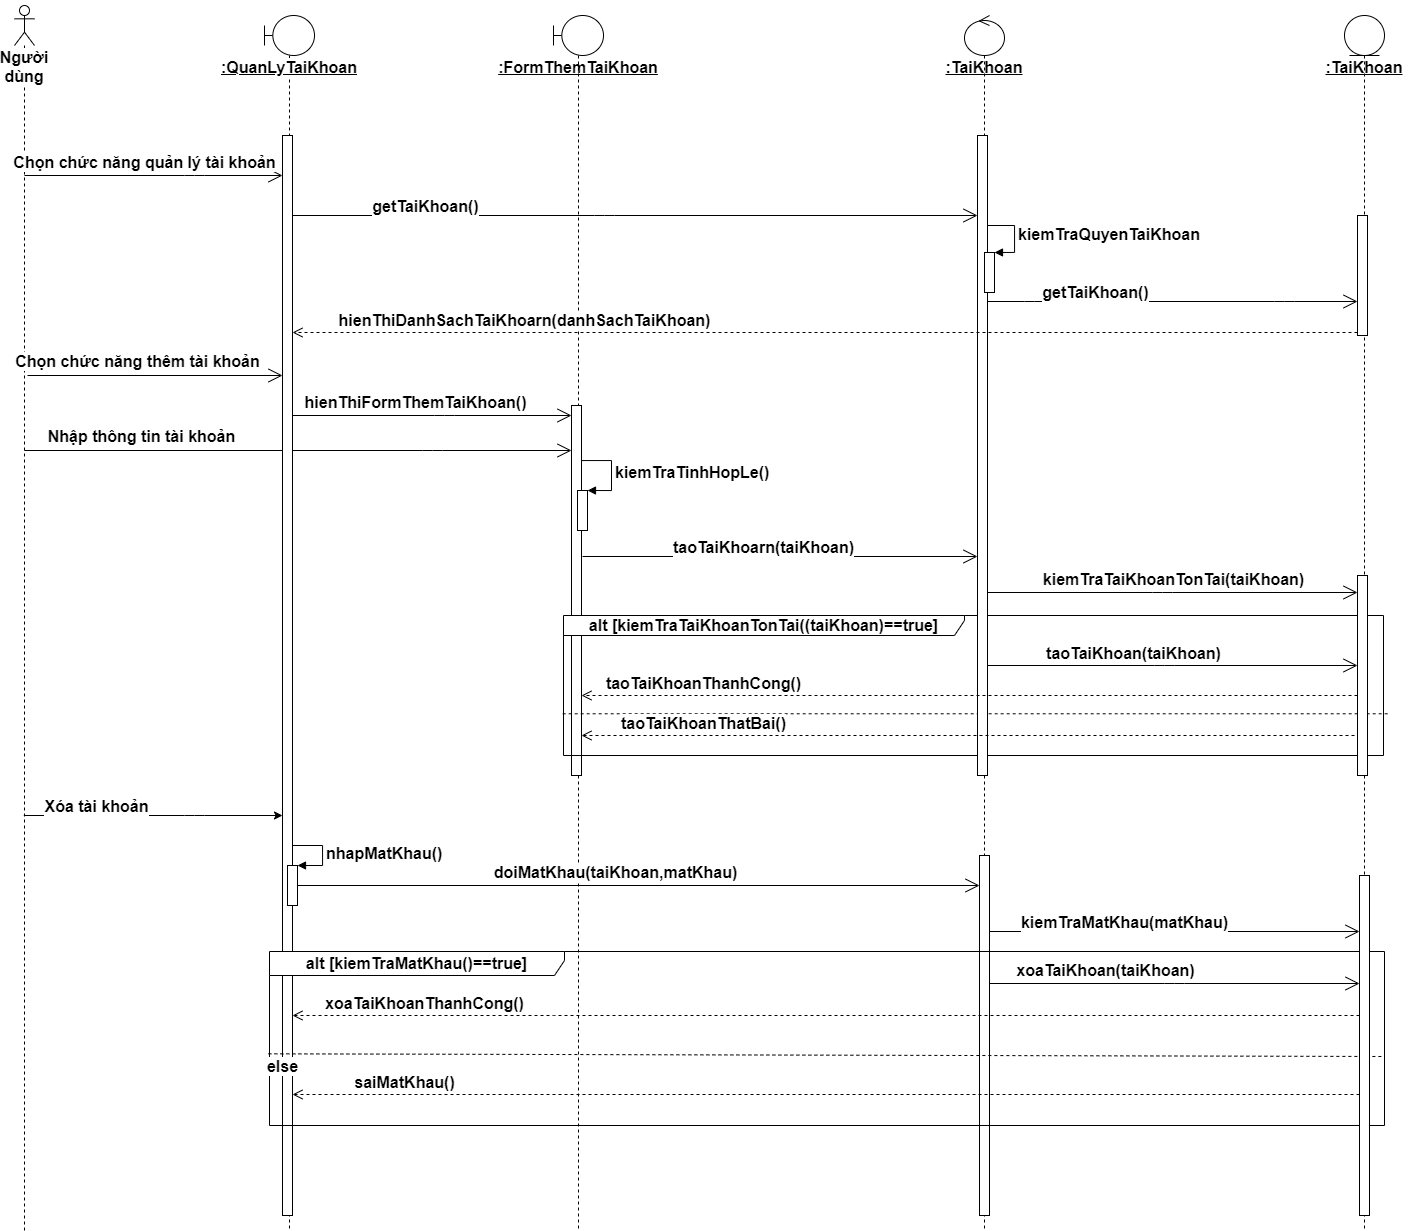 Người
dùng
:QuanLyTaiKhoan
:FormThemTaiKhoan
:TaiKhoan
:TaiKhoan
Chọn chức năng quản lý tài khoản
getTaiKhoan()
kiemTraQuyenTaiKhoan
getTaiKhoan()
hienThiDanhSachTaiKhoarn(danhSachTaiKhoan)
Chọn chức năng thêm tài khoản
hienThiFormThemTaiKhoan()
Nhập thông tin tài khoản
kiemTraTinhHopLe()
taoTaiKhoarn(taiKhoan)
kiemTraTaiKhoanTonTai(taiKhoan)
alt [kiemTraTaiKhoanTonTai((taiKhoan)==true]
taoTaiKhoan(taiKhoan)
taoTaiKhoanThanhCong()
taoTaiKhoanThatBai()
Xóa tài khoản
nhapMatKhau()
doiMatKhau(taiKhoan,matKhau)
kiemTraMatKhau(matKhau)
alt [kiemTraMatKhau()==true]
xoaTaiKhoan(taiKhoan)
xoaTaiKhoanThanhCong()
else
saiMatKhau()